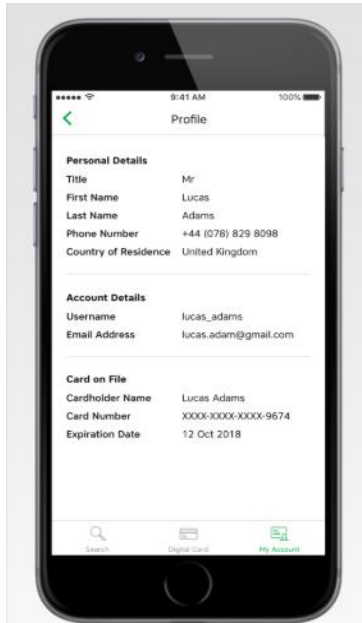 9:41 AM 100%
Profile
Personal Details
Title Mr
First Name Lucas
Last Name Adams
Phone Number +44 (078) 829 8098
Country of Residence United Kingdom
Account Details
Username lucas_adams
Email Address lucas.adam@gmail.com
Card on File
Cardholder Name Lucas Adams
Card Number XXXX-XXXX-XXXX-9674
Expiration Date 12 Oct 2018
Search Digital Card My Account